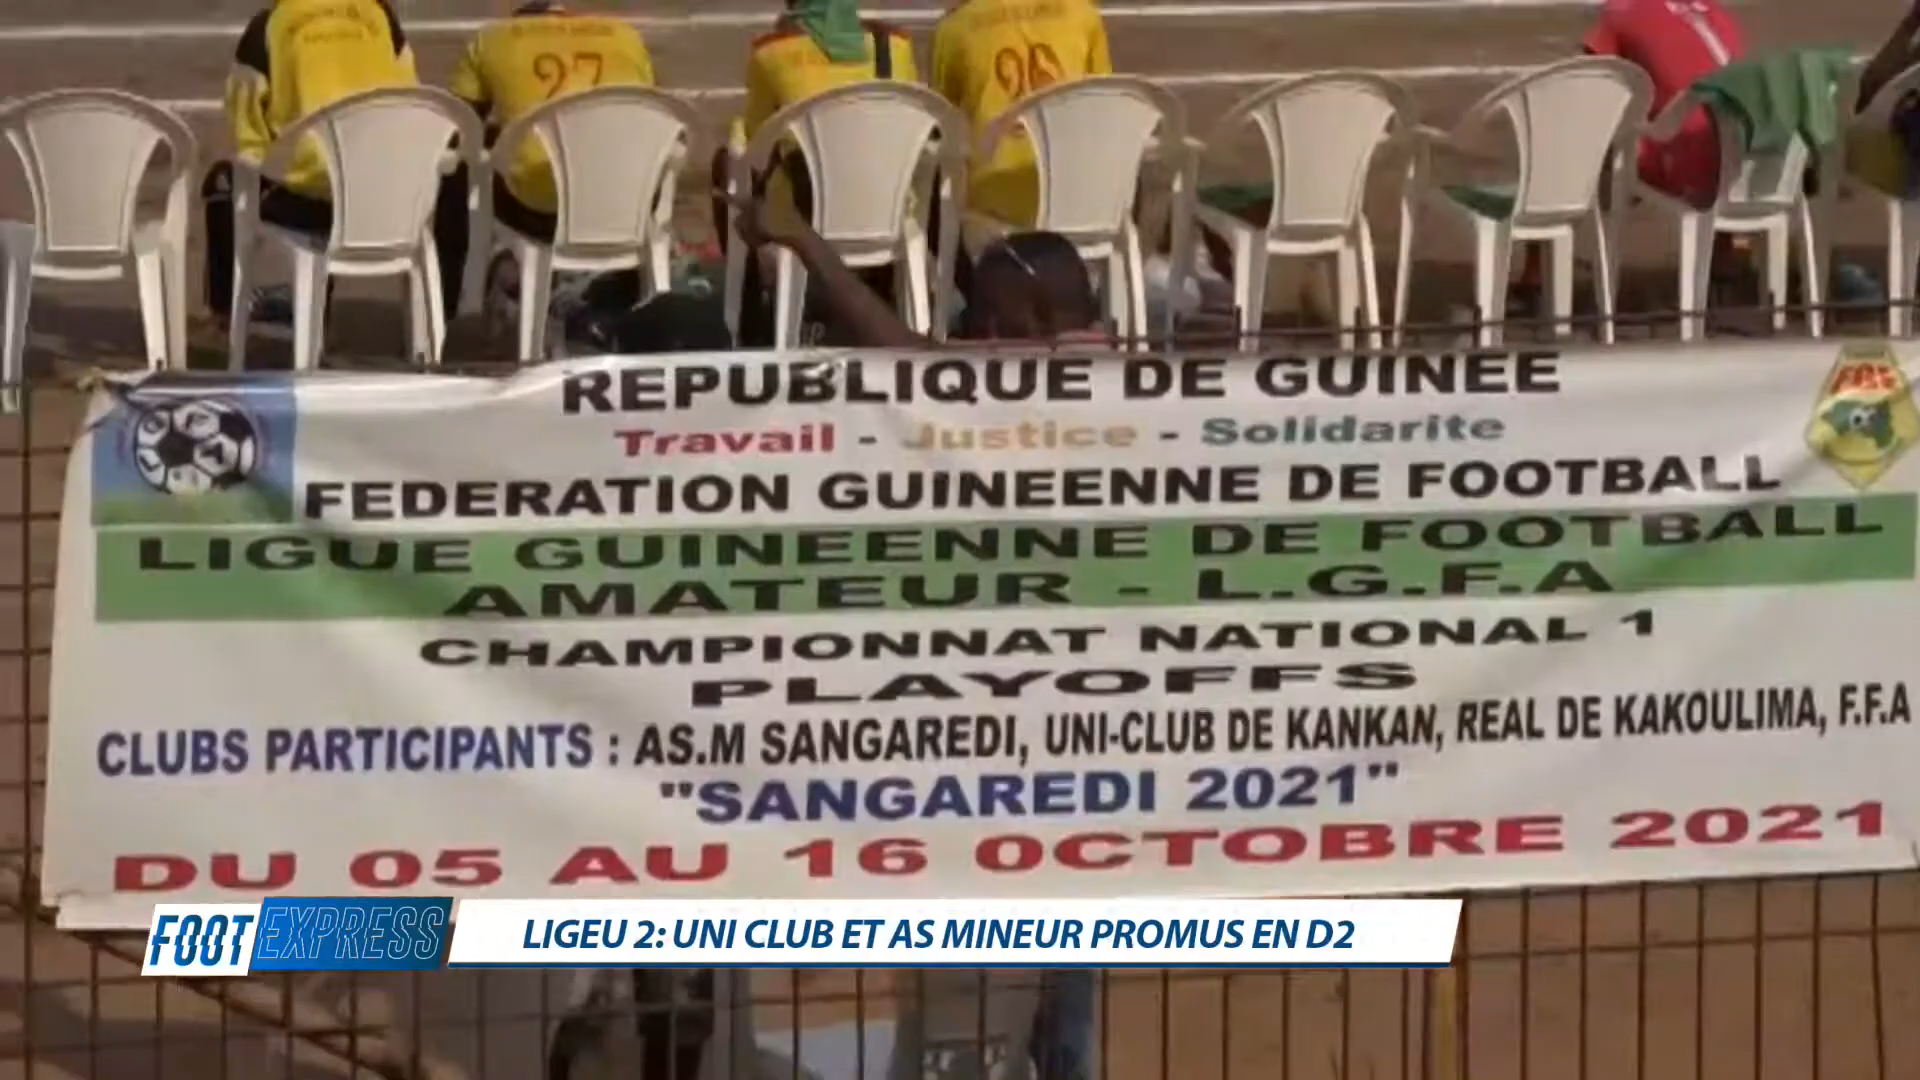 27
26
REPUBLIQUE DE GUINEE
Travail - Justice - Solidarite
FEDERATION GUINEENNE DE FOOTBALL
LIGUE GUINEENNE DE FOOTBALL
AMATEUR - L.G.F.A
CHAMPIONNAT NATIONAL 1
PLAYOFFS
CLUBS PARTICIPANTS : AS.M SANGAREDI, UNI-CLUB DE KANKAN, REAL DE KAKOULIMA, F.F.A
"SANGAREDI 2021"
DU 05 AU 16 OCTOBRE 2021
FOOT EXPRESS
LIGEU 2: UNI CLUB ET AS MINEUR PROMUS EN D2